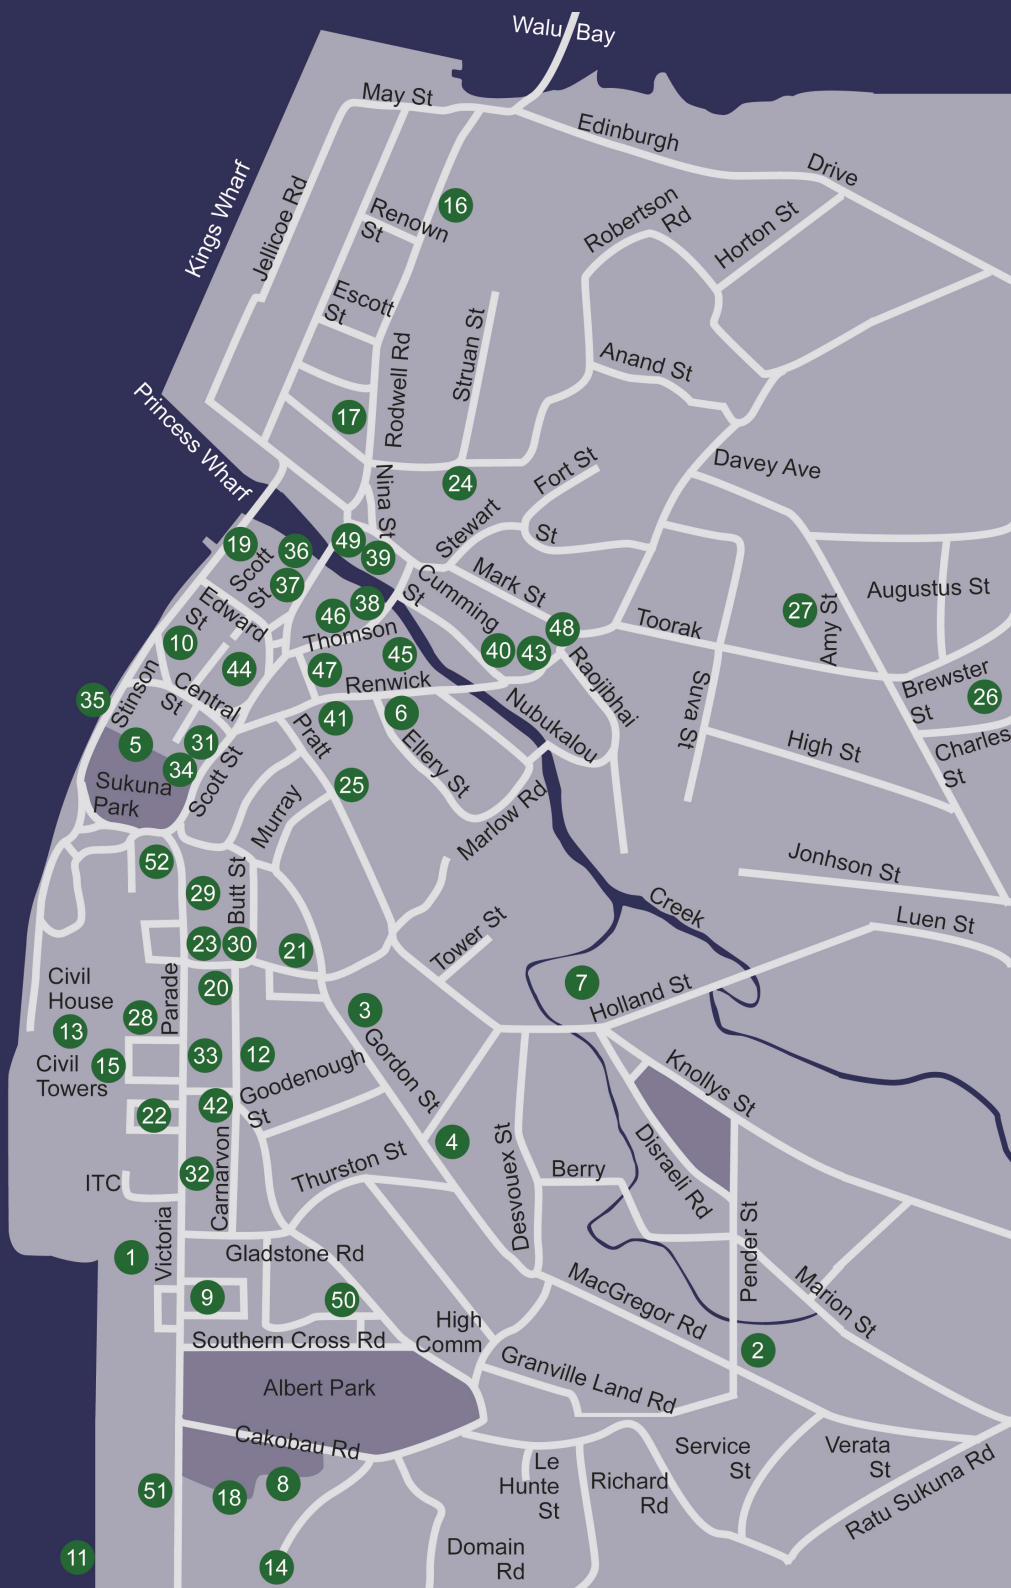 Walu Bay
May St
Edinburgh
Drive
Kings Wharf
Jellicoe Rd
Renown
St
16
Robertson
Rd
Horton St
Escott
St
Struan St
Rodwell Rd
Anand St
Princess Wharf
17
Nina St
24
Fort St
Davey Ave
Stewart
St
19
36
49
39
Scott
St
37
Mark St
Cumming
St
Augustus St
Edward
St
46
38
27
Amy St
Thomson
48
Toorak
10
44
47
45
40
43
Raojibhai
Brewster
St
26
Stinson
Central
St
Renwick
35
Suva St
Nubukalou
5
31
Pratt
41
6
Charles
St
High St
34
Scott St
Ellery St
Sukuna
Park
25
Murray
Marlow Rd
52
29
Butt St
Jonhson St
Creek
Luen St
23
30
21
Tower St
Civil
House
20
7
Parade
28
3
Holland St
13
Civil
Towers
15
33
12
Gordon St
Knollys St
Goodenough
St
22
42
4
Desvouex St
Disraeli Rd
Thurston St
Berry
32
Carnarvon
ITC
Pender St
Victoria
1
Gladstone Rd
MacGregor Rd
Marion St
9
50
High
Comm
Southern Cross Rd
2
Granville Land Rd
Albert Park
Cakobau Rd
Service
St
Verata
St
Le
Hunte
St
Richard
Rd
Ratu Sukuna Rd
51
18
8
11
14
Domain
Rd